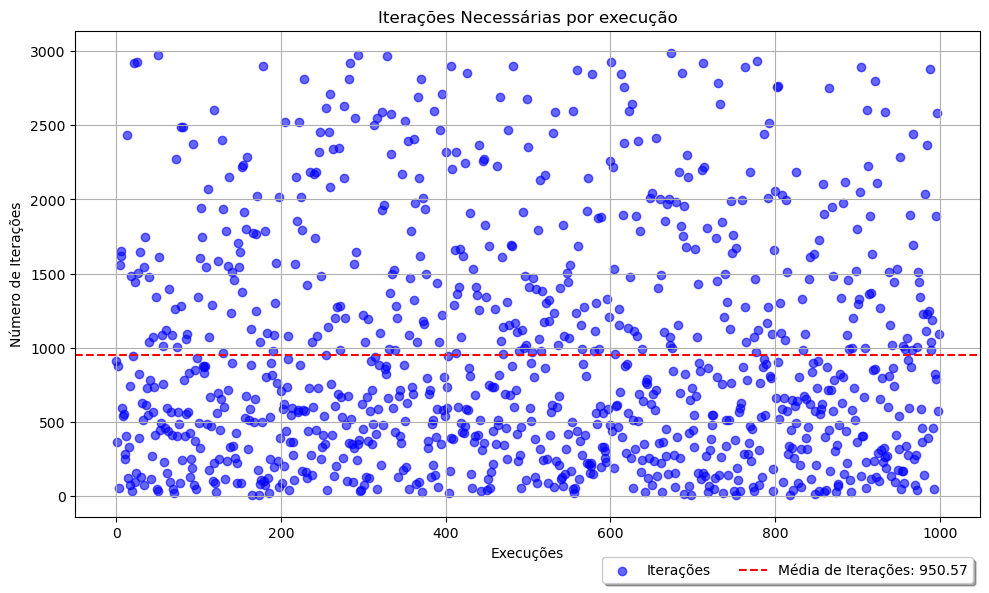 Iterações Necessárias por execução
Número de Iterações
3000
2500
2000
1500
1000
500
0
0 200 400 600 800 1000
Execuções
Iterações Média de Iterações: 950.57